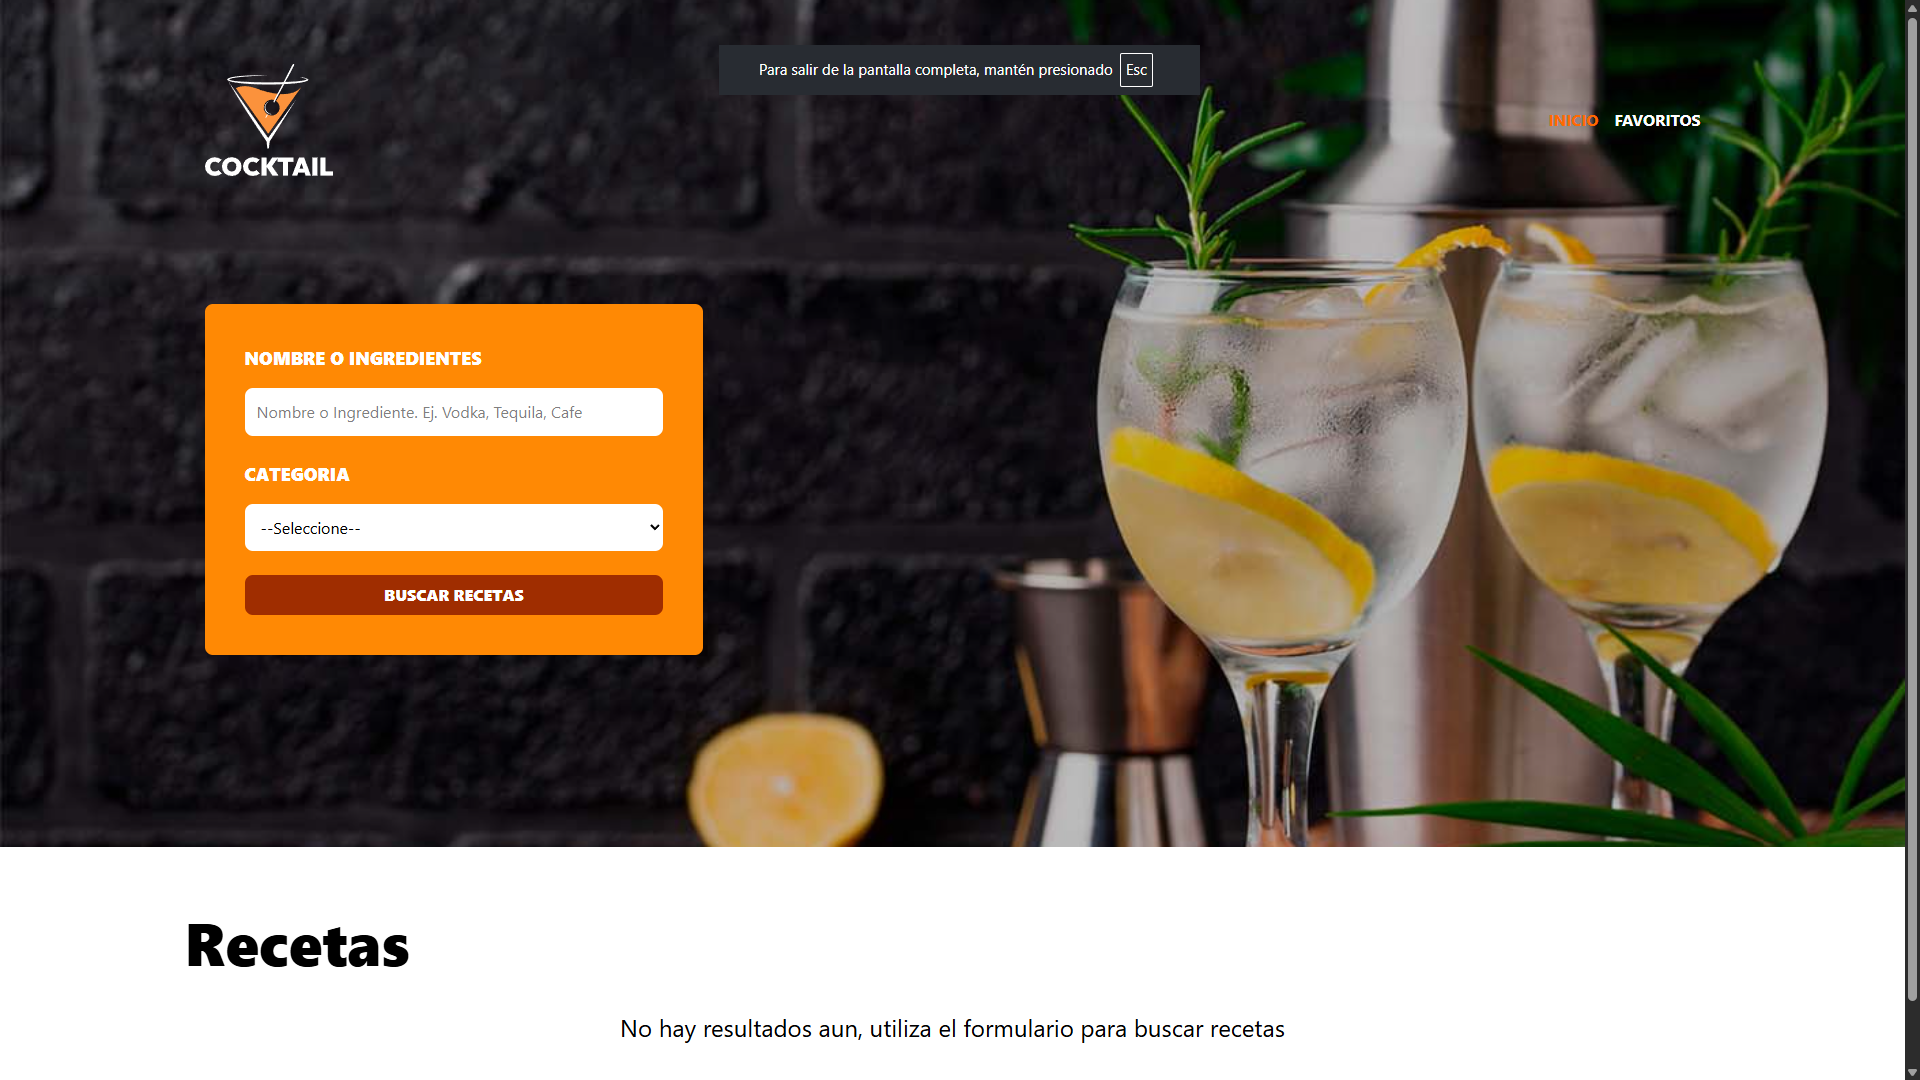 Para salir de la pantalla completa, mantén presionado Esc
COCKTAIL
INICIO FAVORITOS
NOMBRE O INGREDIENTES
Nombre o Ingrediente. Ej. Vodka, Tequila, Cafe
CATEGORIA
--Seleccione--
BUSCAR RECETAS
Recetas
No hay resultados aun, utiliza el formulario para buscar recetas